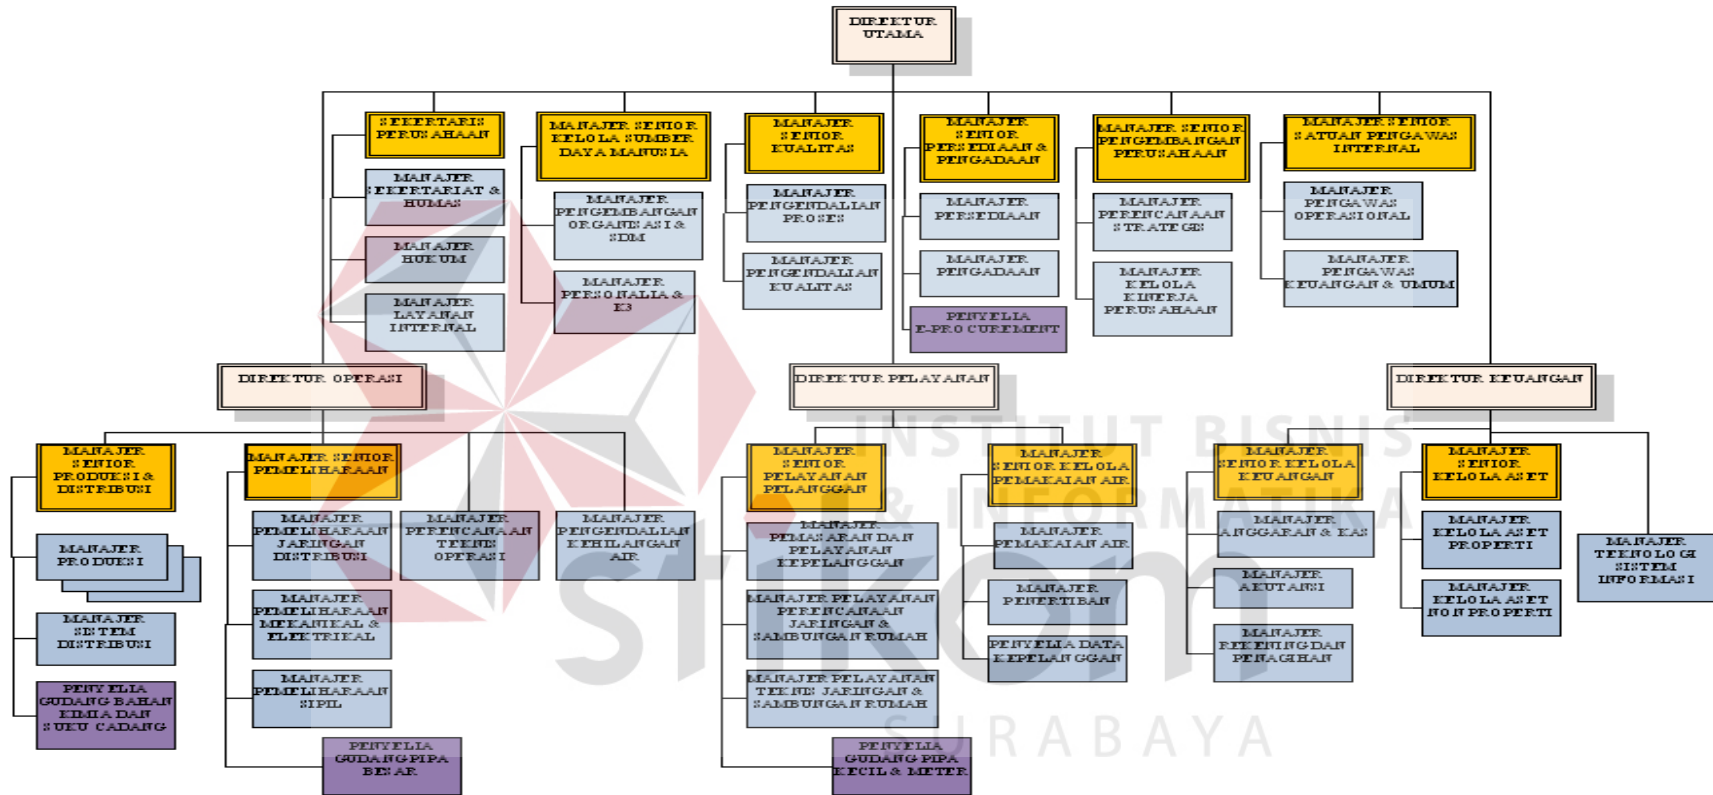 DIREKTUR
UTAMA
SEKERTARIS
PERUSAHAAN
MANAJER
SEKERTARIAT &
HUMAS
MANAJER
HUKUM
MANAJER
LAYANAN
INTERNAL
MANAJER SENIOR
KELOLA SUMBER
DAYA MANUSIA
MANAJER
PENGEMBANGAN
ORGANISASI &
SDM
MANAJER
PERSONALIA &
K3
MANAJER
SENIOR
KUALITAS
MANAJER
PENGENDALIAN
PROSES
MANAJER
PENGENDALIAN
KUALITAS
MANAJER
SENIOR
PERSEDIAAN &
PENGADAAN
MANAJER
PERSEDIAAN
MANAJER
PENGADAAN
PENYELIA
E-PROCUREMENT
MANAJER SENIOR
PENGEMBANGAN
PERUSAHAAN
MANAJER
PERENCANAAN
STRATEGIS
MANAJER
KELOLA
KINERJA
PERUSAHAAN
MANAJER SENIOR
SATUAN PENGAWAS
INTERNAL
MANAJER
PENGAWAS
OPERASIONAL
MANAJER
PENGAWAS
KEUANGAN & UMUM
DIREKTUR OPERASI
DIREKTUR PELAYANAN
DIREKTUR KEUANGAN
MANAJER
SENIOR
PRODUKSI &
DISTRIBUSI
MANAJER
PRODUKSI
MANAJER
SISTEM
DISTRIBUSI
PENYELIA
GUDANG BAHAN
KIMIA DAN
SUKU CADANG
MANAJER SENIOR
PEMELIHARAAN
MANAJER
PEMELIHARAAN
JARINGAN
DISTRIBUSI
MANAJER
PEMELIHARAAN
MEKANIKAL &
ELEKTRIKAL
MANAJER
PEMELIHARAAN
SIPIL
PENYELIA
GUDANG PIPA
BESAR
MANAJER
PERENCANAAN
TEKNIS
OPERASI
MANAJER
PENGENDALIAN
KEHILANGAN
AIR
MANAJER
SENIOR
PELAYANAN
PELANGGAN
MANAJER
PEMASARAN DAN
PELAYANAN
KEPELANGGAN
MANAJER PELAYANAN
PERENCANAAN
JARINGAN &
SAMBUNGAN RUMAH
MANAJER PELAYANAN
TEKNIS JARINGAN &
SAMBUNGAN RUMAH
PENYELIA
GUDANG PIPA
KECIL & METER
MANAJER
SENIOR KELOLA
PEMAKAIAN AIR
MANAJER
PEMAKAIAN AIR
MANAJER
PENERTIBAN
PENYELIA DATA
KEPELANGGAN
MANAJER
SENIOR KELOLA
KEUANGAN
MANAJER
ANGGARAN & KAS
MANAJER
AKUTANSI
MANAJER
REKENING DAN
PENAGIHAN
MANAJER
SENIOR
KELOLA ASET
MANAJER
KELOLA ASET
PROPERTI
MANAJER
KELOLA ASET
NON PROPERTI
MANAJER
TEKNOLOGI
SISTEM
INFORMASI
INSTITUT BISNIS
& INFORMATIKA
stikom
SURABAYA